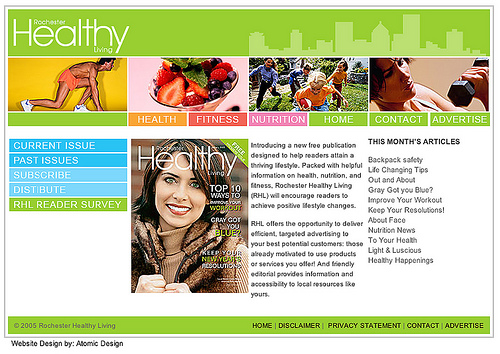 Rochester
Healthy
Living
HEALTH
FITNESS
NUTRITION
HOME
CONTACT
ADVERTISE
CURRENT ISSUE
PAST ISSUES
SUBSCRIBE
DISTIBUTE
RHL READER SURVEY
Rochester
Healthy
Living
FREE
TOP 10
WAYS TO
IMPROVE YOUR
WORKOUT
GRAY GOT
YOU
BLUE?
KEEP YOUR
NEW YEAR'S
RESOLUTIONS
Introducing a new free publication
designed to help readers attain a
thriving lifestyle. Packed with helpful
information on health, nutrition, and
fitness, Rochester Healthy Living
(RHL) will encourage readers to
achieve positive lifestyle changes.
RHL offers the opportunity to deliver
efficient, targeted advertising to
your best potential customers: those
already motivated to use products
or services you offer! And friendly
editorial provides information and
accessibility to local resources like
yours.
THIS MONTH'S ARTICLES
Backpack safety
Life Changing Tips
Out and About
Gray Got you Blue?
Improve Your Workout
Keep Your Resolutions!
About Face
Nutrition News
To Your Health
Light & Luscious
Healthy Happenings
© 2005 Rochester Healthy Living
HOME | DISCLAIMER | PRIVACY STATEMENT | CONTACT | ADVERTISE
Website Design by: Atomic Design